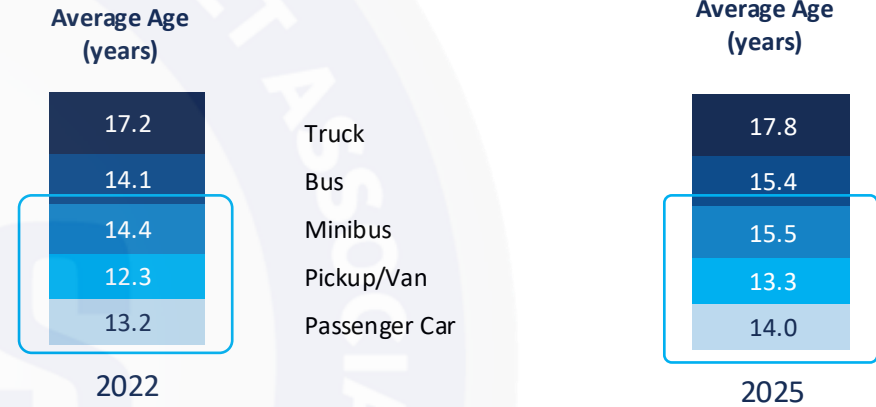 Average Age
(years)
17.2
14.1
14.4
12.3
13.2
2022
Truck
Bus
Minibus
Pickup/Van
Passenger Car
Average Age
(years)
17.8
15.4
15.5
13.3
14.0
2025